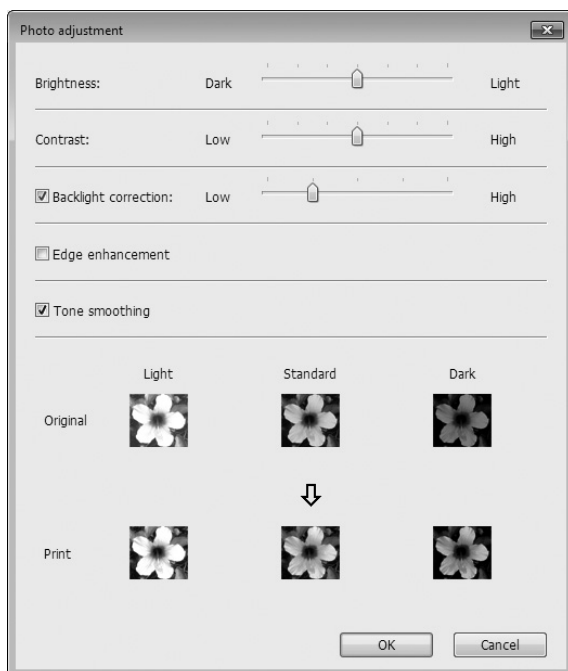 Photo adjustment
Brightness: Dark Light
Contrast: Low High
Backlight correction: Low High
Edge enhancement
Tone smoothing
Light Standard Dark
Original
Print
OK Cancel